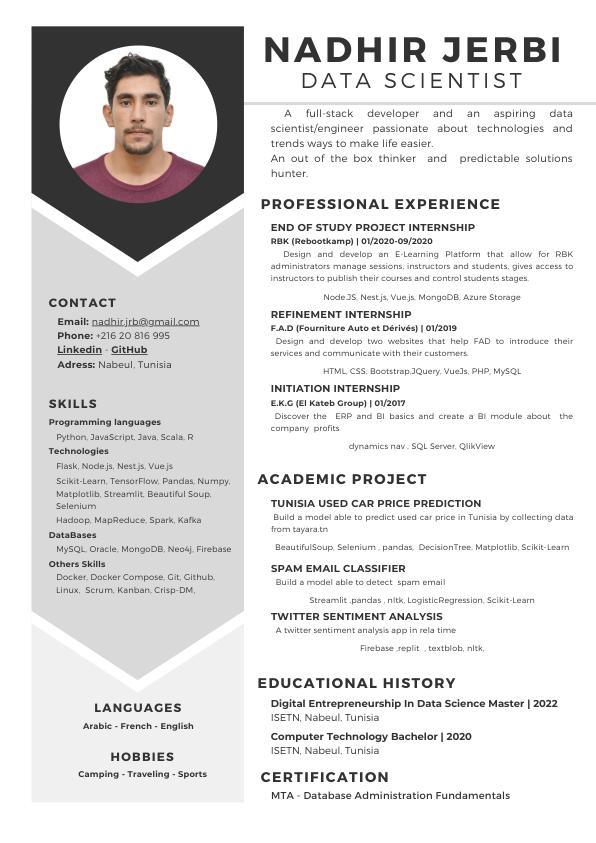 NADHIR JERBI
DATA SCIENTIST
A full-stack developer and an aspiring data
scientist/engineer passionate about technologies and
trends ways to make life easier.
An out of the box thinker and predictable solutions
hunter.
PROFESSIONAL EXPERIENCE
END OF STUDY PROJECT INTERNSHIP
RBK (Rebootkamp) | 01/2020-09/2020
Design and develop an E-Learning Platform that allow for RBK
administrators manage sessions, instructors and students, gives access to
instructors to publish their courses and control students stages.
Node.JS, Nest.js, Vue.js, MongoDB, Azure Storage
REFINEMENT INTERNSHIP
F.A.D (Fourniture Auto et Dérivés) | 01/2019
Design and develop two websites that help FAD to introduce their
services and communicate with their customers.
HTML, CSS, Bootstrap,JQuery, VueJs, PHP, MySQL
INITIATION INTERNSHIP
E.K.G (El Kateb Group) | 01/2017
Discover the ERP and BI basics and create a BI module about the
company profits
dynamics nav , SQL Server, QlikView
ACADEMIC PROJECT
TUNISIA USED CAR PRICE PREDICTION
Build a model able to predict used car price in Tunisia by collecting data
from tayara.tn
BeautifulSoup, Selenium , pandas, DecisionTree, Matplotlib, Scikit-Learn
SPAM EMAIL CLASSIFIER
Build a model able to detect spam email
Streamlit ,pandas , nltk, LogisticRegression, Scikit-Learn
TWITTER SENTIMENT ANALYSIS
A twitter sentiment analysis app in rela time
Firebase ,replit , textblob, nltk,
EDUCATIONAL HISTORY
Digital Entrepreneurship In Data Science Master | 2022
ISETN, Nabeul, Tunisia
Computer Technology Bachelor | 2020
ISETN, Nabeul, Tunisia
CERTIFICATION
MTA - Database Administration Fundamentals
CONTACT
Email: nadhir.jrb@gmail.com
Phone: +216 20 816 995
Linkedin - GitHub
Adress: Nabeul, Tunisia
SKILLS
Programming languages
Python, JavaScript, Java, Scala, R
Technologies
Flask, Node.js, Nest.js, Vue.js
Scikit-Learn, TensorFlow, Pandas, Numpy,
Matplotlib, Streamlit, Beautiful Soup,
Selenium
Hadoop, MapReduce, Spark, Kafka
DataBases
MySQL, Oracle, MongoDB, Neo4j, Firebase
Others Skills
Docker, Docker Compose, Git, Github,
Linux, Scrum, Kanban, Crisp-DM,
LANGUAGES
Arabic - French - English
HOBBIES
Camping - Traveling - Sports